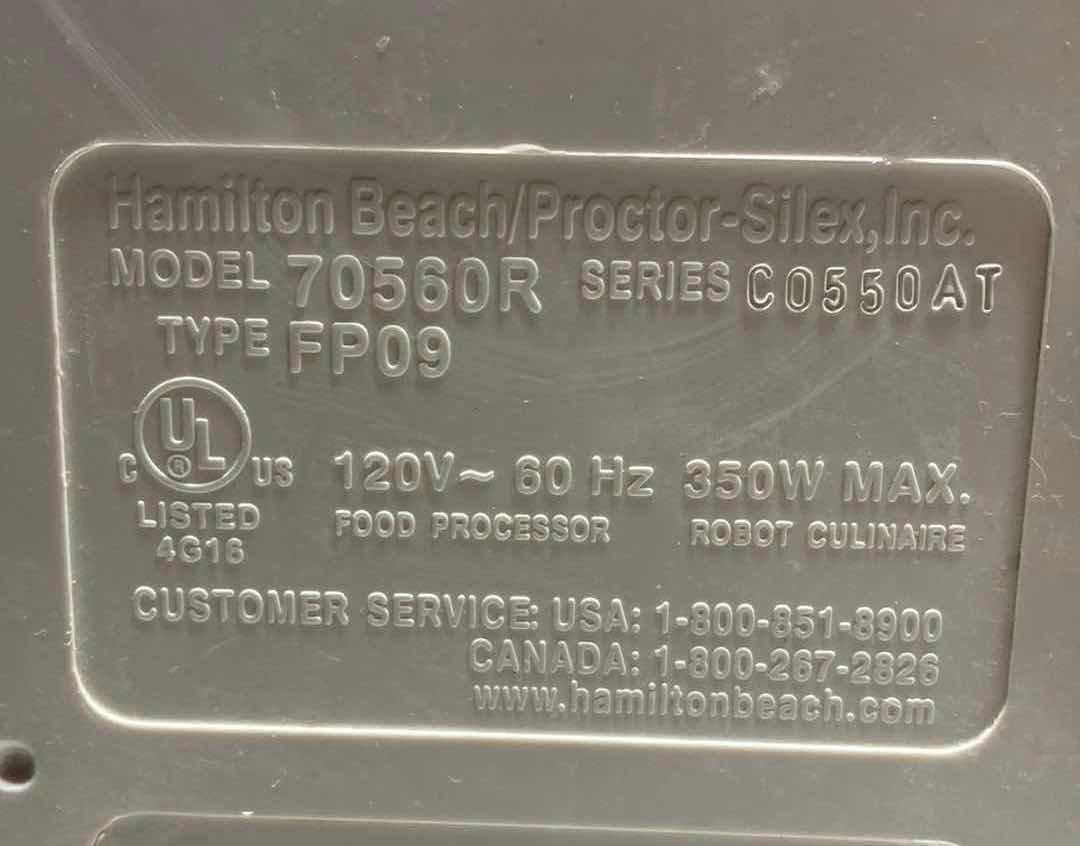 Hamilton Beach/Proctor-Silex,Inc.
MODEL 70560R SERIES C0550AT
TYPE FP09
C UL ® US
LISTED
4G16
120V~ 60 Hz 350W MAX.
FOOD PROCESSOR ROBOT CULINAIRE
CUSTOMER SERVICE: USA: 1-800-851-8900
CANADA: 1-800-267-2826
www.hamiltonbeach.com